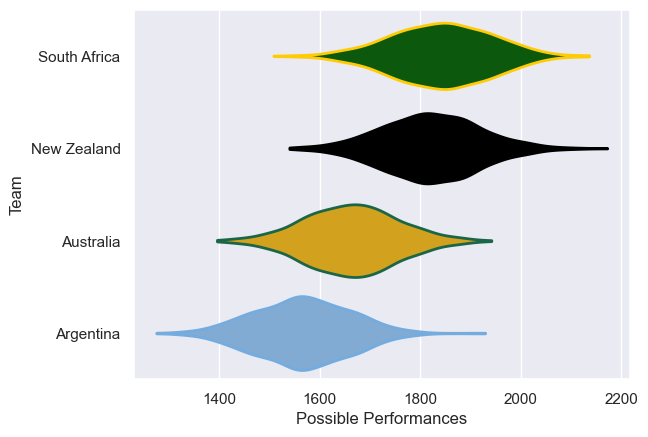 South Africa
New Zealand
Australia
Argentina
Team
1400 1600 1800 2000 2200
Possible Performances